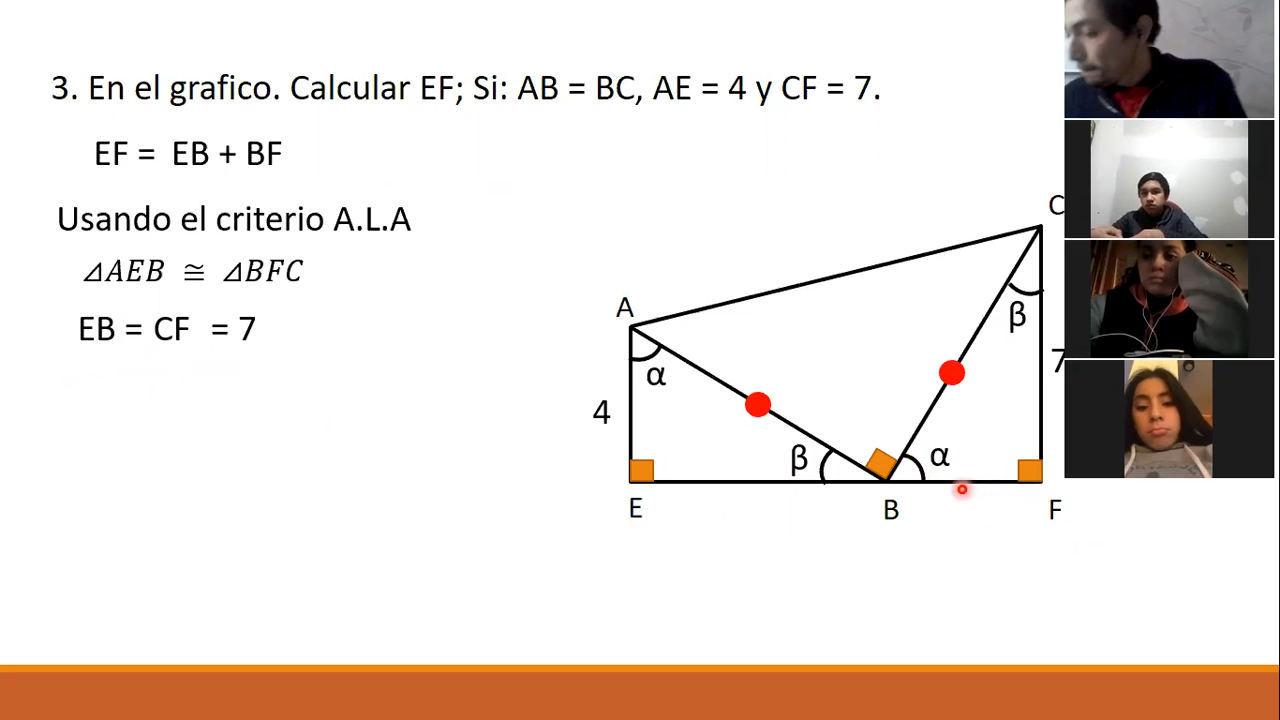 3. En el grafico. Calcular EF; Si: AB = BC, AE = 4 y CF = 7.
EF = EB + BF
Usando el criterio A.L.A
⊿AEB ≅ ⊿BFC
EB = CF = 7
C
A
β
α
7
4
β
α
E
B
F